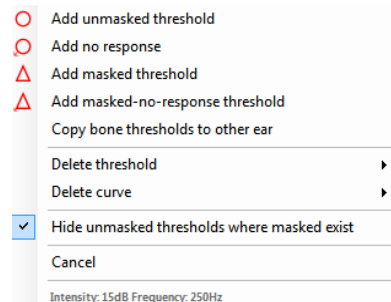 Add unmasked threshold
Add no response
Add masked threshold
Add masked-no-response threshold
Copy bone thresholds to other ear
Delete threshold
Delete curve
Hide unmasked thresholds where masked exist
Cancel
Intensity: 15dB Frequency: 250Hz